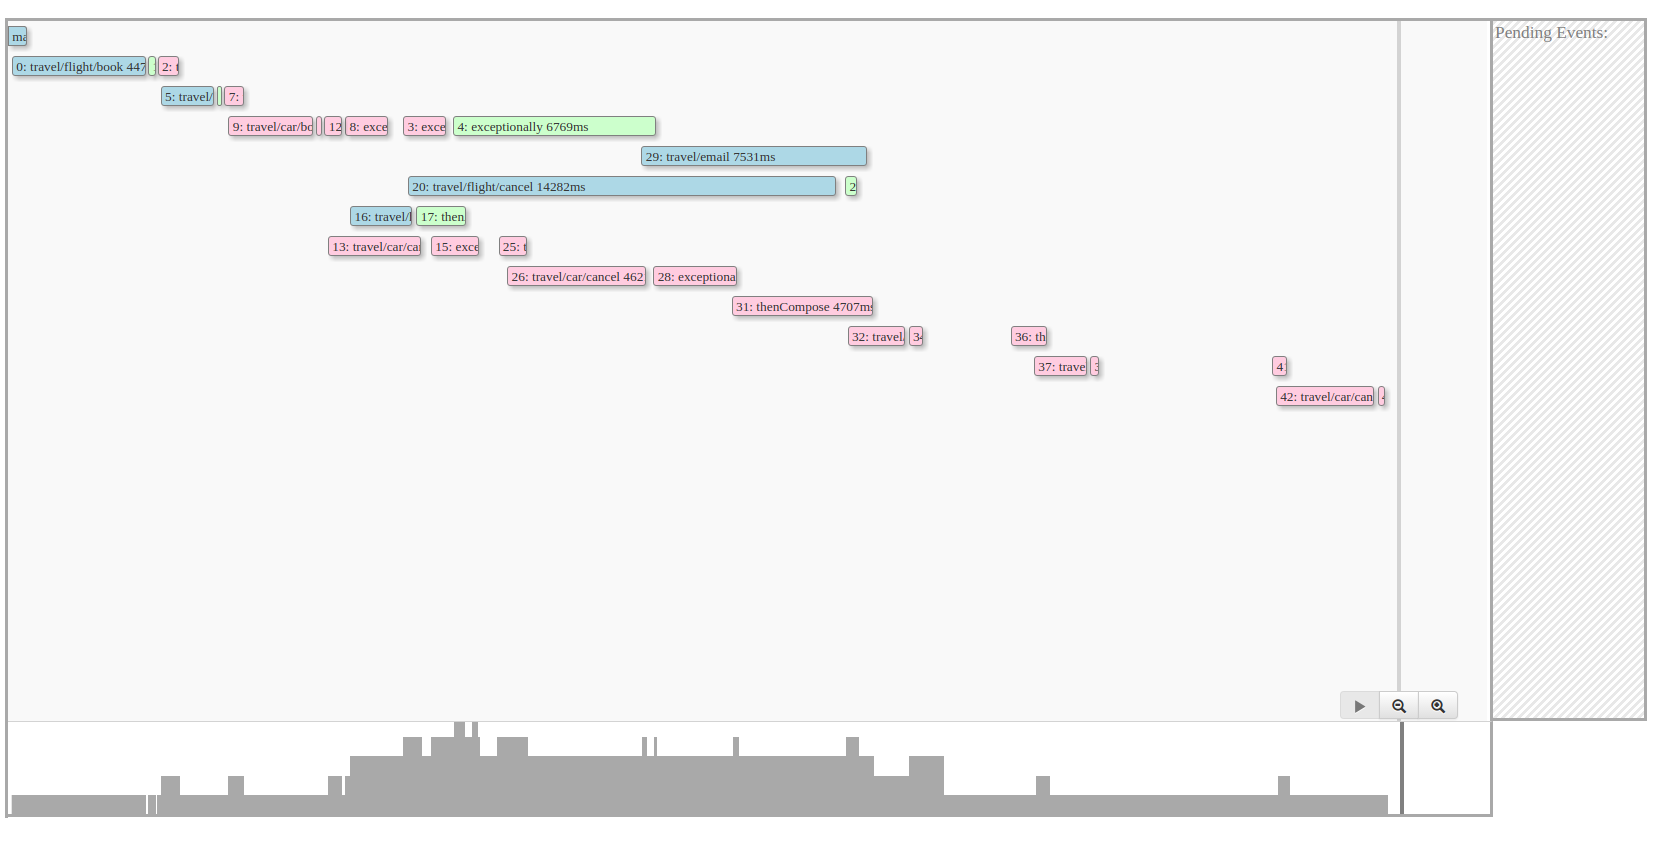 ma
Pending Events:
0: travel/flight/book 447
2: t
5: travel/
7:
9: travel/car/bo
12
8: exce
3: exce
4: exceptionally 6769ms
29: travel/email 7531ms
20: travel/flight/cancel 14282ms
2
16: travel/l
17: then
13: travel/car/ca
15: exce
25: t
26: travel/car/cancel 462
28: exceptiona
31: thenCompose 4707ms
32: travel/
34
36: th
37: trave
3
41
42: travel/car/can
4